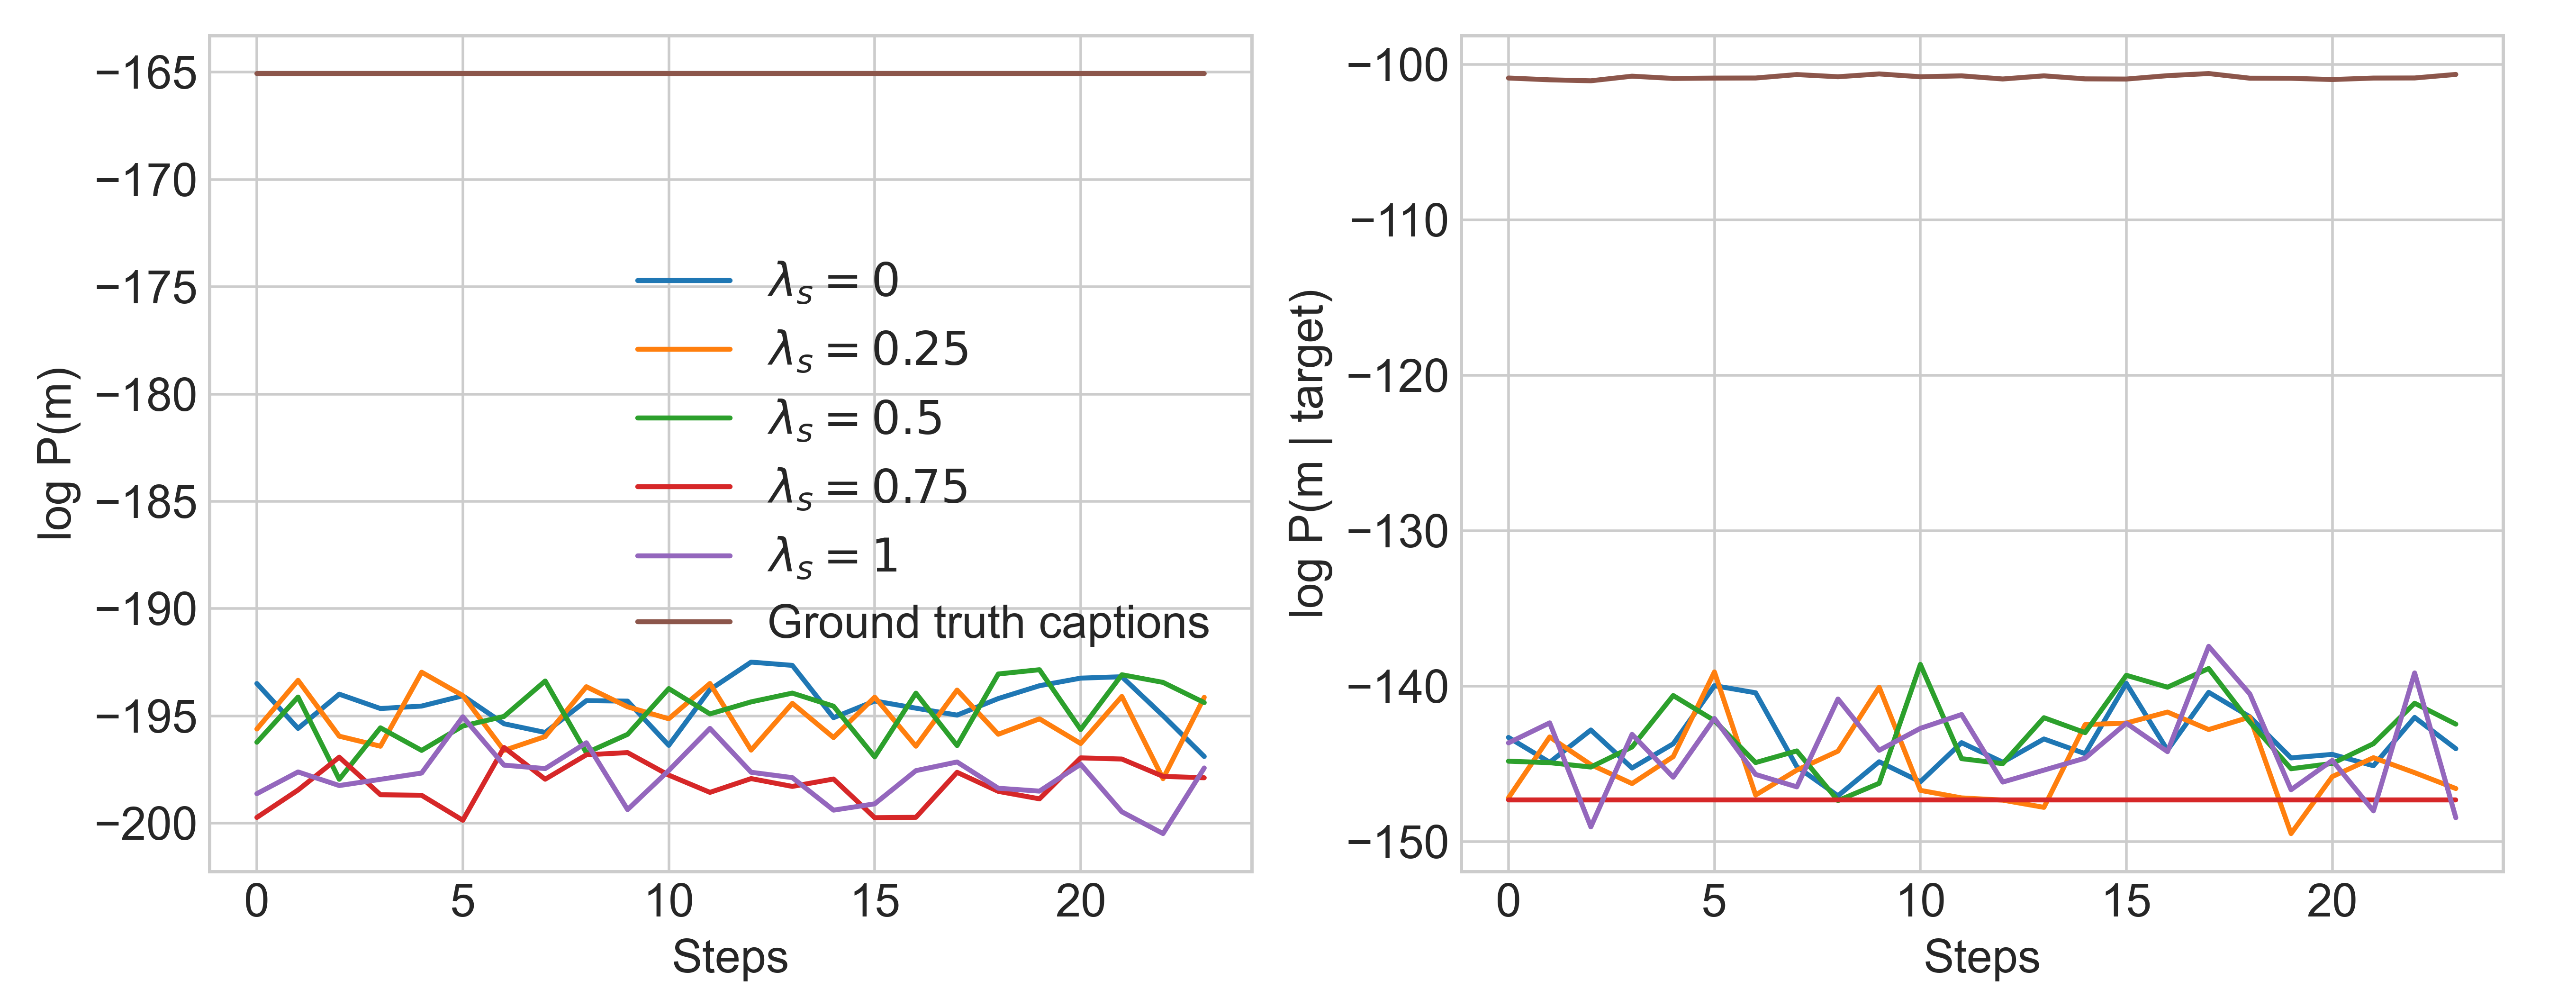 log P(m)
−165
−170
−175
−180
−185
−190
−195
−200
λs = 0
λs = 0.25
λs = 0.5
λs = 0.75
λs = 1
Ground truth captions
0 5 10 15 20
Steps
log P(m | target)
−100
−110
−120
−130
−140
−150
0 5 10 15 20
Steps